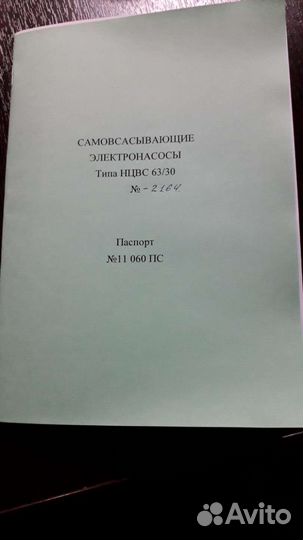 САМОВСАСЫВАЮЩИЕ
ЭЛЕКТРОНАСОСЫ
Типа НЦВС 63/30
№ -2164
Паспорт
№11 060 ПС
Avito